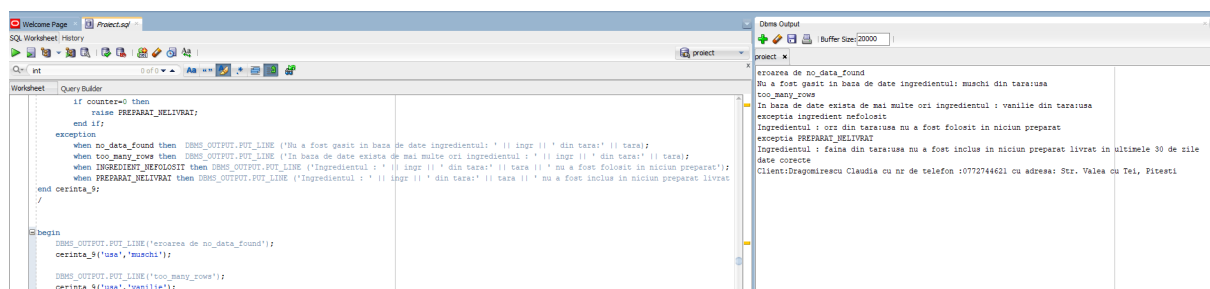 Welcome Page
Proiect.sql
SQL Worksheet History
proiect
int
0 of 0
Aa
Worksheet Query Builder
if counter=0 then
raise PREPARAT_NELIVRAT;
end if;
exception
when no_data_found then DBMS_OUTPUT.PUT_LINE ('Nu a fost gasit in baza de date ingredientul: ' || ingr || ' din tara:' || tara);
when too_many_rows then DBMS_OUTPUT.PUT_LINE ('In baza de date exista de mai multe ori ingredientul : ' || ingr || ' din tara:' || tara);
when INGREDIENT_NEFOLOSIT then DBMS_OUTPUT.PUT_LINE ('Ingredientul : ' || ingr || ' din tara:' || tara || ' nu a fost folosit in niciun preparat');
when PREPARAT_NELIVRAT then DBMS_OUTPUT.PUT_LINE ('Ingredientul : ' || ingr || ' din tara:' || tara || ' nu a fost inclus in niciun preparat livrat
end cerinta_9;
/
begin
DBMS_OUTPUT.PUT_LINE('eroarea de no_data_found');
cerinta_9('usa','muschi');
DBMS_OUTPUT.PUT_LINE('too_many_rows');
cerinta_9('usa','vanilie');
Dbms Output
Buffer Size: 20000
proiect
eroarea de no_data_found
Nu a fost gasit in baza de date ingredientul: muschi din tara:usa
too_many_rows
In baza de date exista de mai multe ori ingredientul : vanilie din tara:usa
exceptia ingredient nefolosit
Ingredientul : orz din tara:usa nu a fost folosit in niciun preparat
exceptia PREPARAT_NELIVRAT
Ingredientul : faina din tara:usa nu a fost inclus in niciun preparat livrat in ultimele 30 de zile
date corecte
Client:Dragomirescu Claudia cu nr de telefon :0772744621 cu adresa: Str. Valea cu Tei, Pitesti